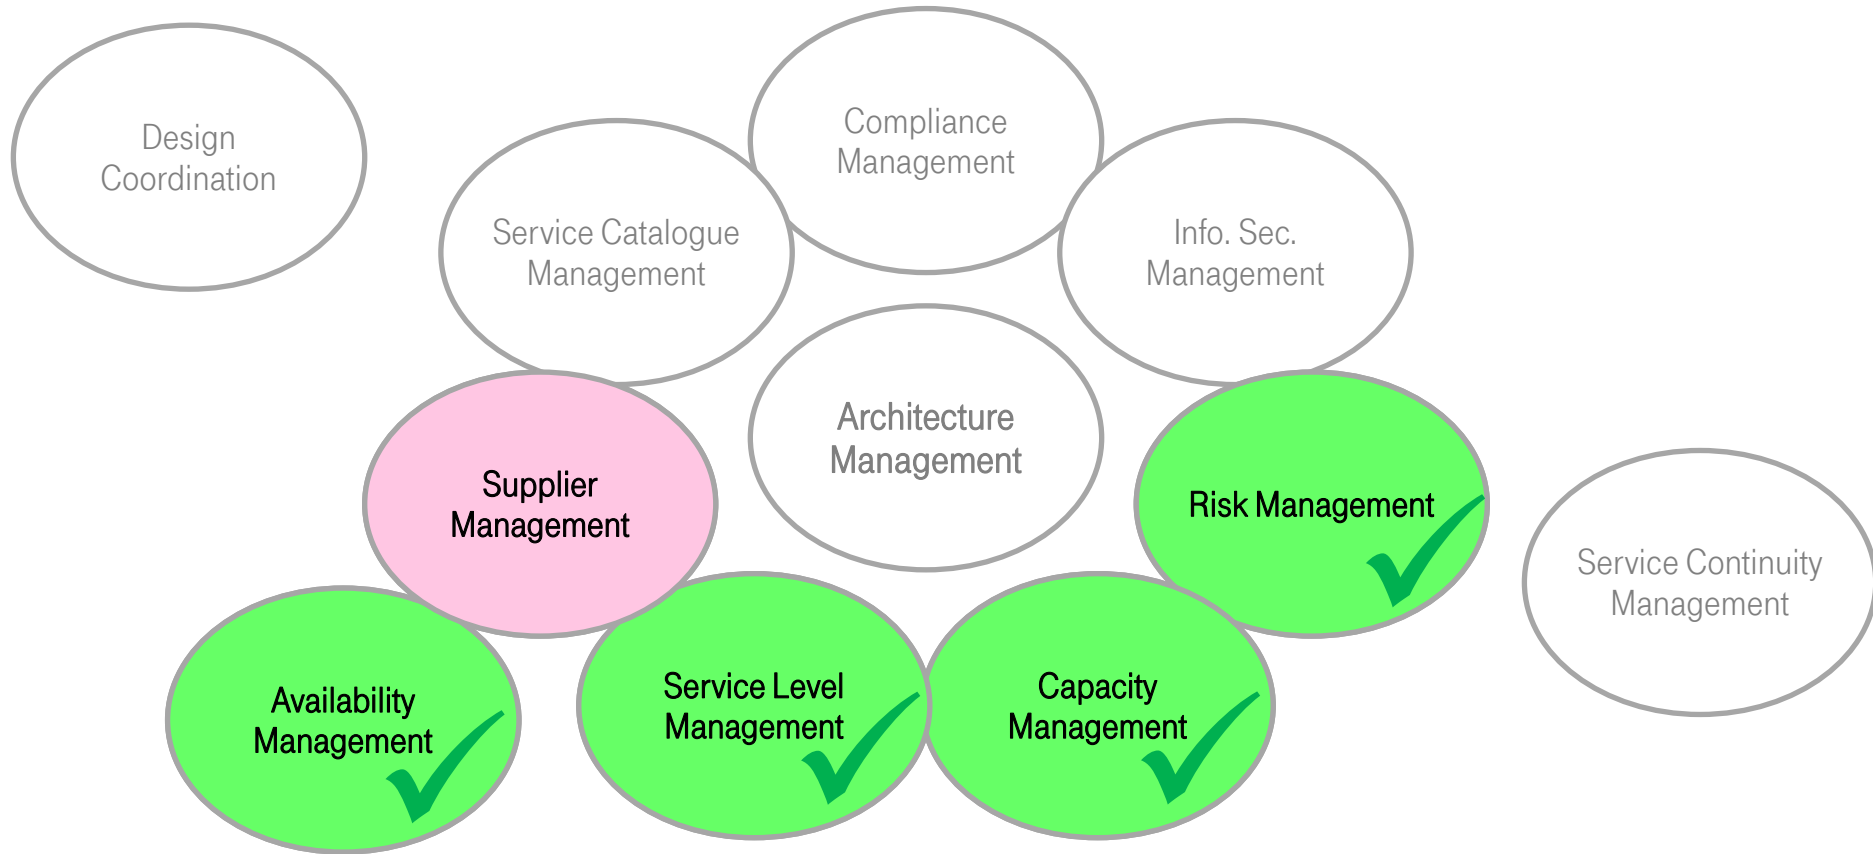 Design
Coordination
Compliance
Management
Service Catalogue
Management
Info. Sec.
Management
Architecture
Management
Supplier
Management
Risk Management
Service Continuity
Management
Availability
Management
Service Level
Management
Capacity
Management